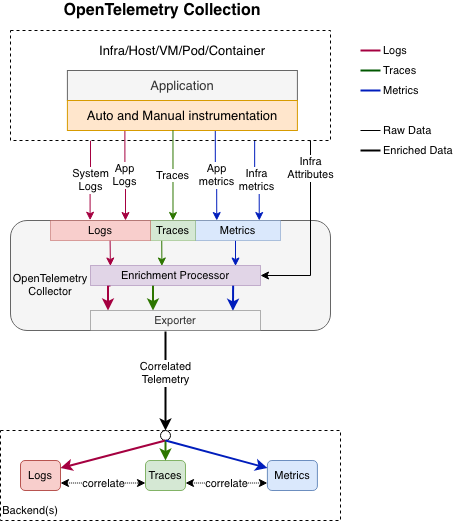 OpenTelemetry Collection
Infra/Host/VM/Pod/Container
Application
Auto and Manual instrumentation
Logs
Traces
Metrics
Raw Data
Enriched Data
System
Logs
App
Logs
Traces
App
metrics
Infra
metrics
Infra
Attributes
Logs
Traces
Metrics
Enrichment Processor
OpenTelemetry
Collector
Exporter
Correlated
Telemetry
Logs
Traces
Metrics
correlate
correlate
Backend(s)